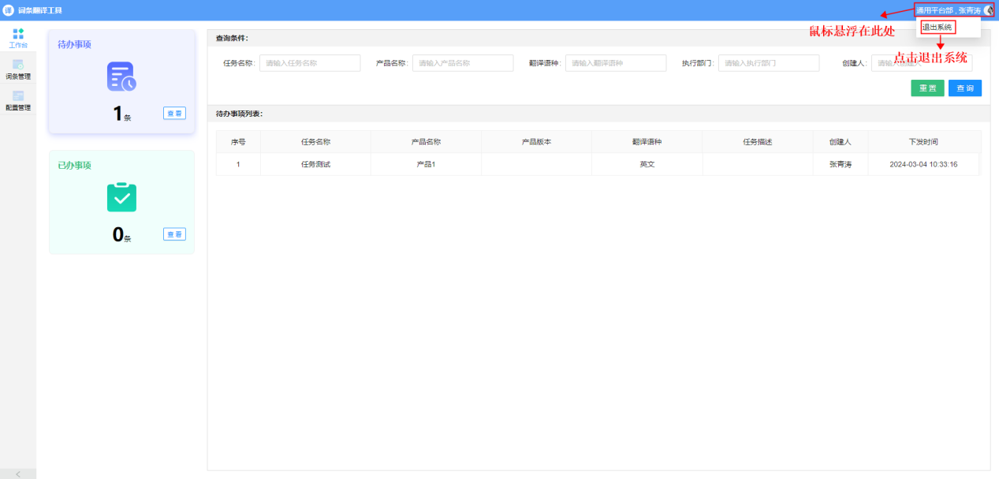 译 词条翻译工具
通用平台部 , 张青涛
鼠标悬浮在此处
退出系统
点击退出系统
工作台
词条管理
配置管理
待办事项
1条
查看
已办事项
0条
查看
查询条件:
任务名称: 请输入任务名称
产品名称: 请输入产品名称
翻译语种: 请输入翻译语种
执行部门: 请输入执行部门
创建人: 请输入创建人
重置 查询
待办事项列表:
序号 任务名称 产品名称 产品版本 翻译语种 任务描述 创建人 下发时间
1 任务测试 产品1 英文 张青涛 2024-03-04 10:33:16